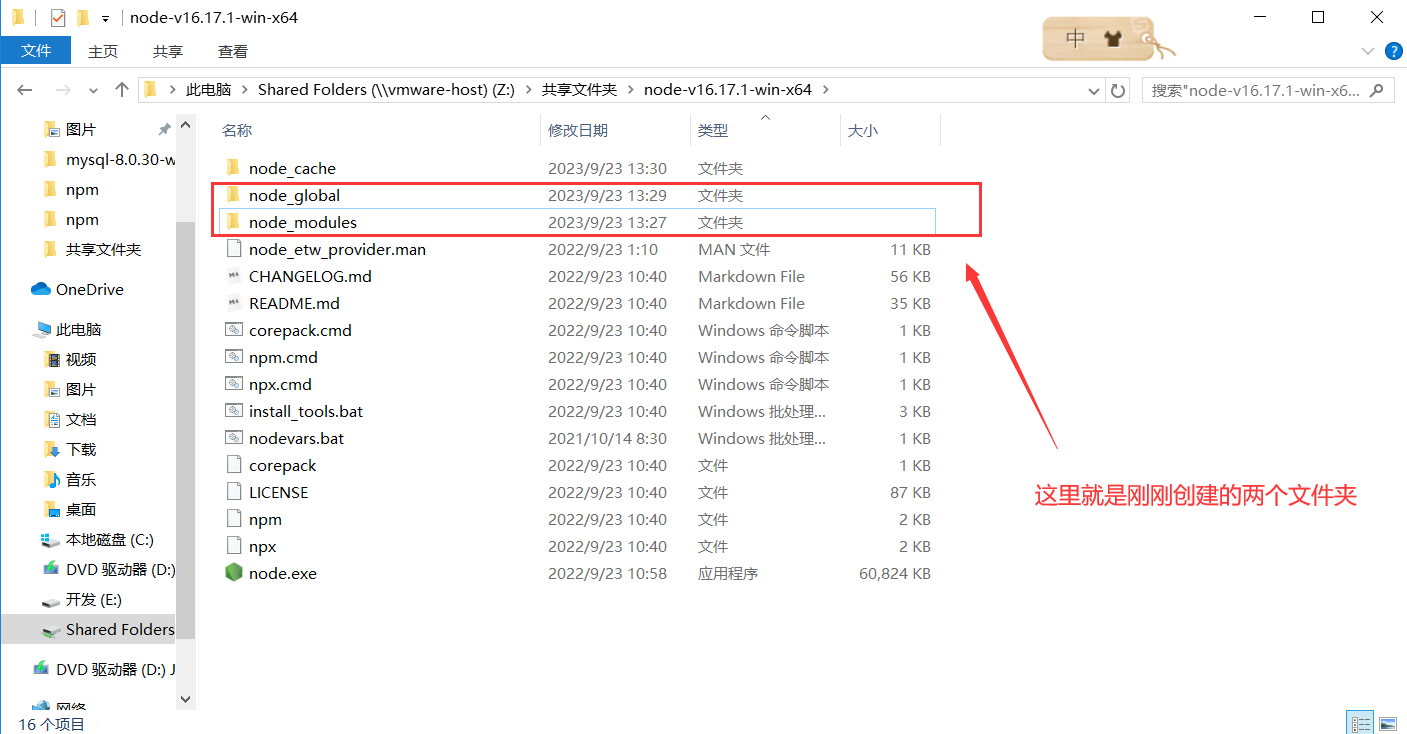 node-v16.17.1-win-x64
中
文件 主页 共享 查看
此电脑 Shared Folders (\\vmware-host) (Z:) 共享文件夹 node-v16.17.1-win-x64
搜索"node-v16.17.1-win-x6...
图片
mysql-8.0.30-w
npm
npm
共享文件夹
OneDrive
此电脑
视频
图片
文档
下载
音乐
桌面
本地磁盘 (C:)
DVD 驱动器 (D:)
开发 (E:)
Shared Folders
DVD 驱动器 (D:) J
网络
名称 修改日期 类型 大小
node_cache 2023/9/23 13:30 文件夹
node_global 2023/9/23 13:29 文件夹
node_modules 2023/9/23 13:27 文件夹
node_etw_provider.man 2022/9/23 1:10 MAN 文件 11 KB
CHANGELOG.md 2022/9/23 10:40 Markdown File 56 KB
README.md 2022/9/23 10:40 Markdown File 35 KB
corepack.cmd 2022/9/23 10:40 Windows 命令脚本 1 KB
npm.cmd 2022/9/23 10:40 Windows 命令脚本 1 KB
npx.cmd 2022/9/23 10:40 Windows 命令脚本 1 KB
install_tools.bat 2022/9/23 10:40 Windows 批处理... 3 KB
nodevars.bat 2021/10/14 8:30 Windows 批处理... 1 KB
corepack 2022/9/23 10:40 文件 1 KB
LICENSE 2022/9/23 10:40 文件 87 KB
npm 2022/9/23 10:40 文件 2 KB
npx 2022/9/23 10:40 文件 2 KB
node.exe 2022/9/23 10:58 应用程序 60,824 KB
这里就是刚刚创建的两个文件夹
16 个项目